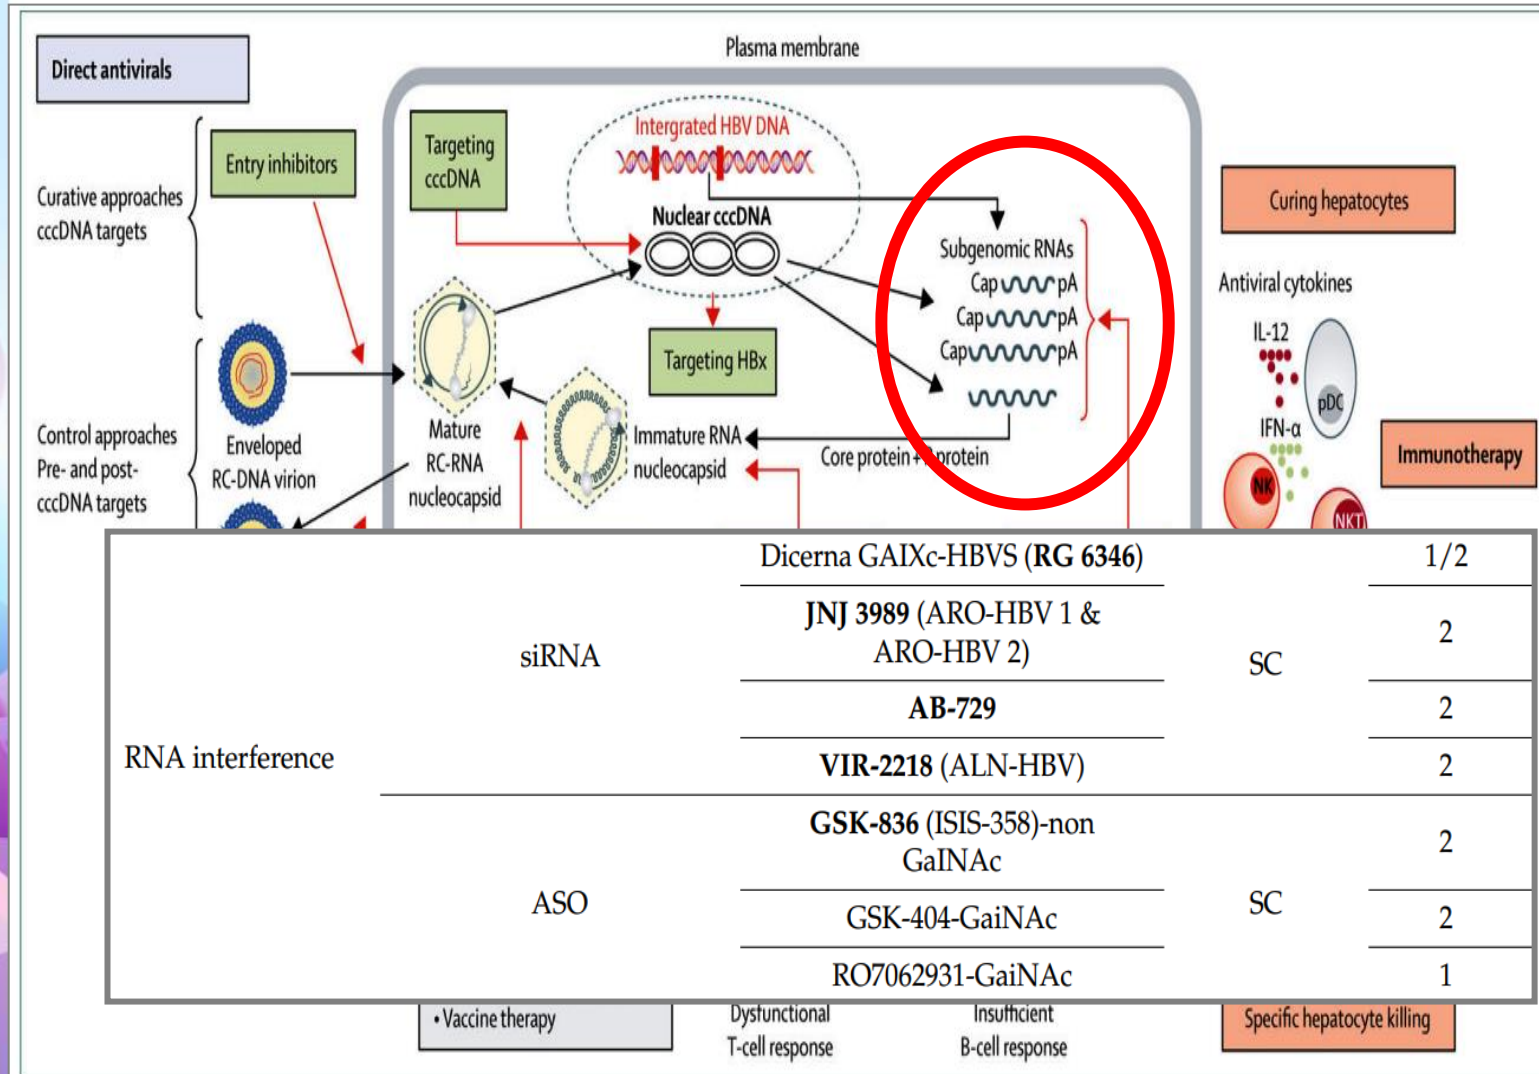 Plasma membrane
Direct antivirals
Intergrated HBV DNA
Targeting
cccDNA
Entry inhibitors
Curative approaches
cccDNA targets
Nuclear cccDNA
Subgenomic RNAs
Cap pA
Cap pA
Cap pA
Curing hepatocytes
Antiviral cytokines
IL-12
pDC
IFN-α
NK
NKT
Immunotherapy
Targeting HBx
Control approaches
Pre- and post-
cccDNA targets
Enveloped
RC-DNA virion
Mature
RC-RNA
nucleocapsid
Immature RNA
nucleocapsid
Core protein + protein
RNA interference
siRNA
Dicerna GAIXc-HBVS (RG 6346)
1/2
JNJ 3989 (ARO-HBV 1 &
ARO-HBV 2)
2
SC
AB-729
2
VIR-2218 (ALN-HBV)
2
ASO
GSK-836 (ISIS-358)-non
GaINAc
2
SC
GSK-404-GaiNAc
2
RO7062931-GaiNAc
1
• Vaccine therapy
Dysfunctional
T-cell response
Insufficient
B-cell response
Specific hepatocyte killing